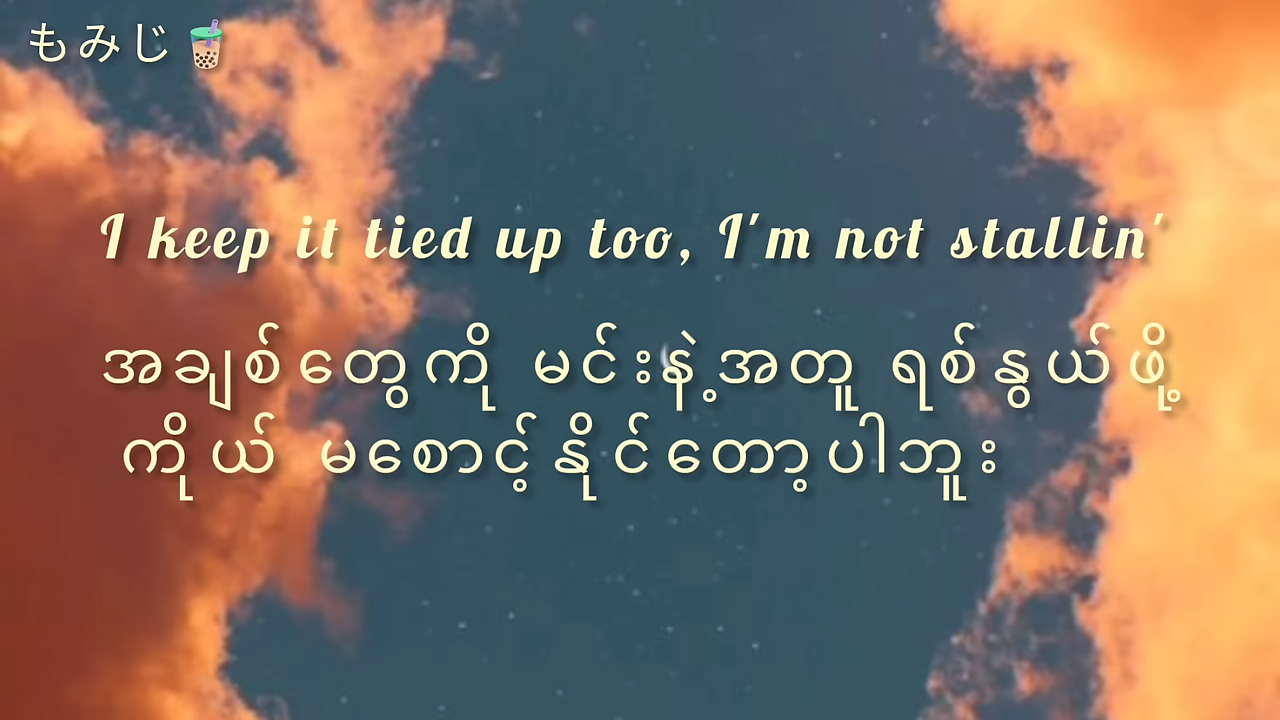 もみじ 🧋
I keep it tied up too, I'm not stallin'
အချစ်တွေကို မင်းနဲ့အတူ ရစ်နွယ်ဖို့
ကိုယ် မစောင့်နိုင်တော့ပါဘူး